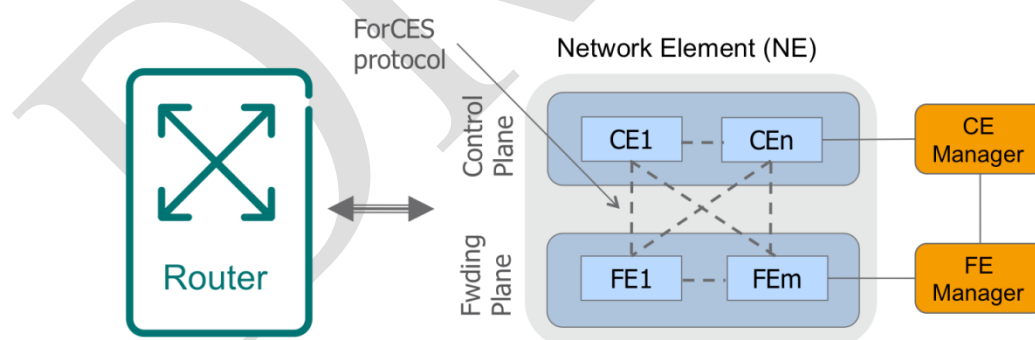 ForCES
protocol
Network Element (NE)
Router
Control
Plane
CE1
CEn
CE
Manager
Fwding
Plane
FE1
FEm
FE
Manager